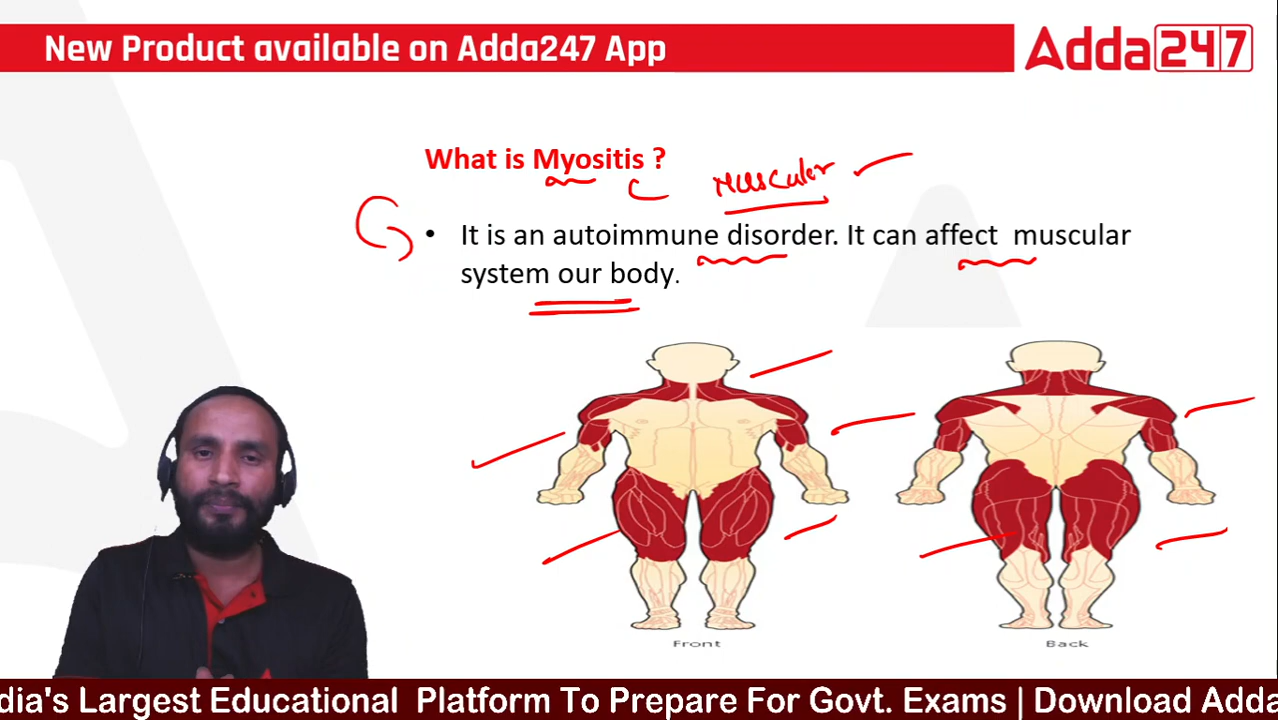 New Product available on Adda247 App
Adda247
What is Myositis ?
Muscular
• It is an autoimmune disorder. It can affect muscular
system our body.
Front
Back
dia's Largest Educational Platform To Prepare For Govt. Exams | Download Adda